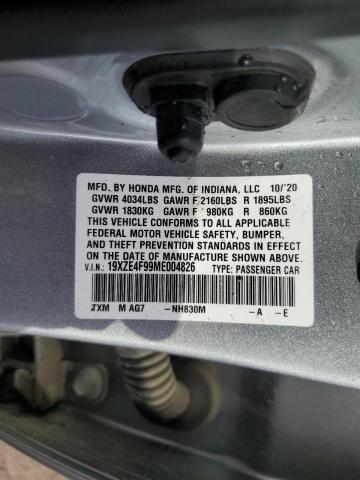 MFD. BY HONDA MFG. OF INDIANA, LLC 10/'20
GVWR 4034LBS GAWR F 2160LBS R 1895LBS
GVWR 1830KG GAWR F 980KG R 860KG
THIS VEHICLE CONFORMS TO ALL APPLICABLE
FEDERAL MOTOR VEHICLE SAFETY, BUMPER,
AND THEFT PREVENTION STANDARDS IN EFFECT
ON THE DATE OF MANUFACTURE SHOWN ABOVE.
V.I.N.: 19XZE4F99ME004826 TYPE: PASSENGER CAR
TXM M AG7 -NH830M -A -E